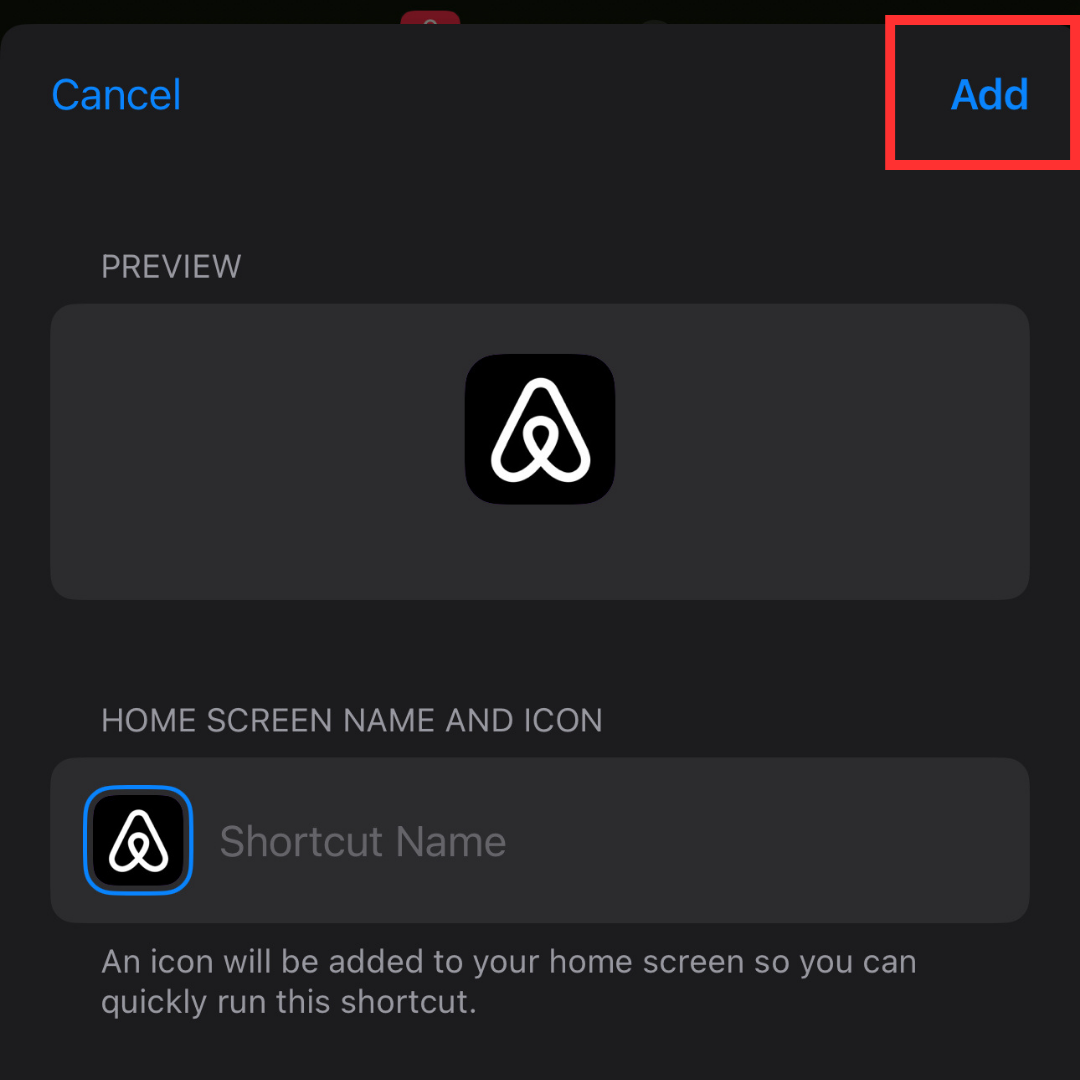 Cancel
Add
PREVIEW
HOME SCREEN NAME AND ICON
Shortcut Name
An icon will be added to your home screen so you can
quickly run this shortcut.